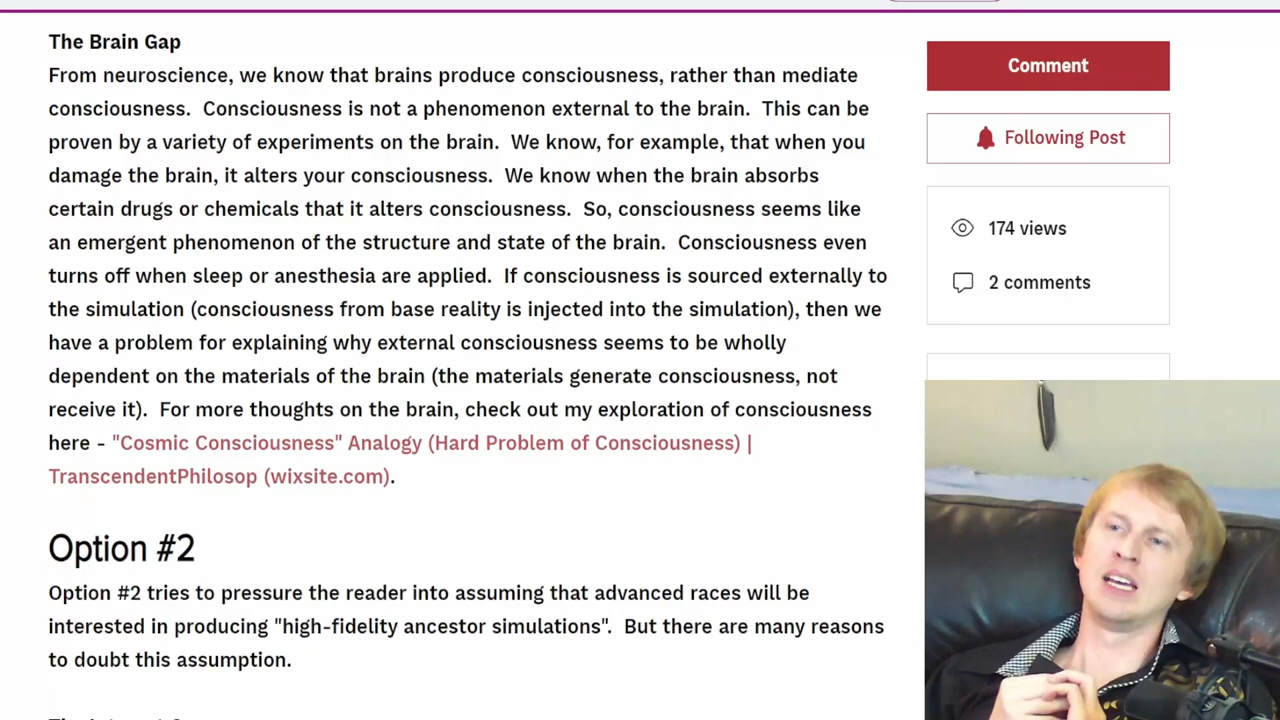 The Brain Gap
From neuroscience, we know that brains produce consciousness, rather than mediate
consciousness.  Consciousness is not a phenomenon external to the brain.  This can be
proven by a variety of experiments on the brain.  We know, for example, that when you
damage the brain, it alters your consciousness.  We know when the brain absorbs
certain drugs or chemicals that it alters consciousness.  So, consciousness seems like
an emergent phenomenon of the structure and state of the brain.  Consciousness even
turns off when sleep or anesthesia are applied.  If consciousness is sourced externally to
the simulation (consciousness from base reality is injected into the simulation), then we
have a problem for explaining why external consciousness seems to be wholly
dependent on the materials of the brain (the materials generate consciousness, not
receive it).  For more thoughts on the brain, check out my exploration of consciousness
here - "Cosmic Consciousness" Analogy (Hard Problem of Consciousness) |
TranscendentPhilosop (wixsite.com).
Option #2
Option #2 tries to pressure the reader into assuming that advanced races will be
interested in producing "high-fidelity ancestor simulations".  But there are many reasons
to doubt this assumption.
Comment
Following Post
174 views
2 comments